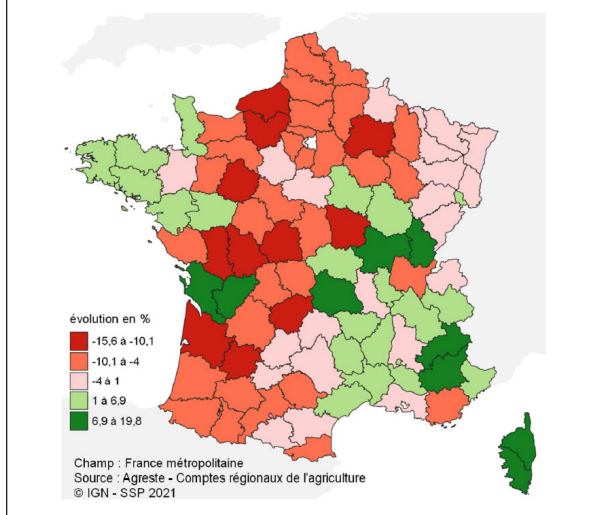 évolution en %
-15,6 à -10,1
-10,1 à -4
-4 à 1
1 à 6,9
6,9 à 19,8
Champ : France métropolitaine
Source : Agreste - Comptes régionaux de l'agriculture
© IGN - SSP 2021